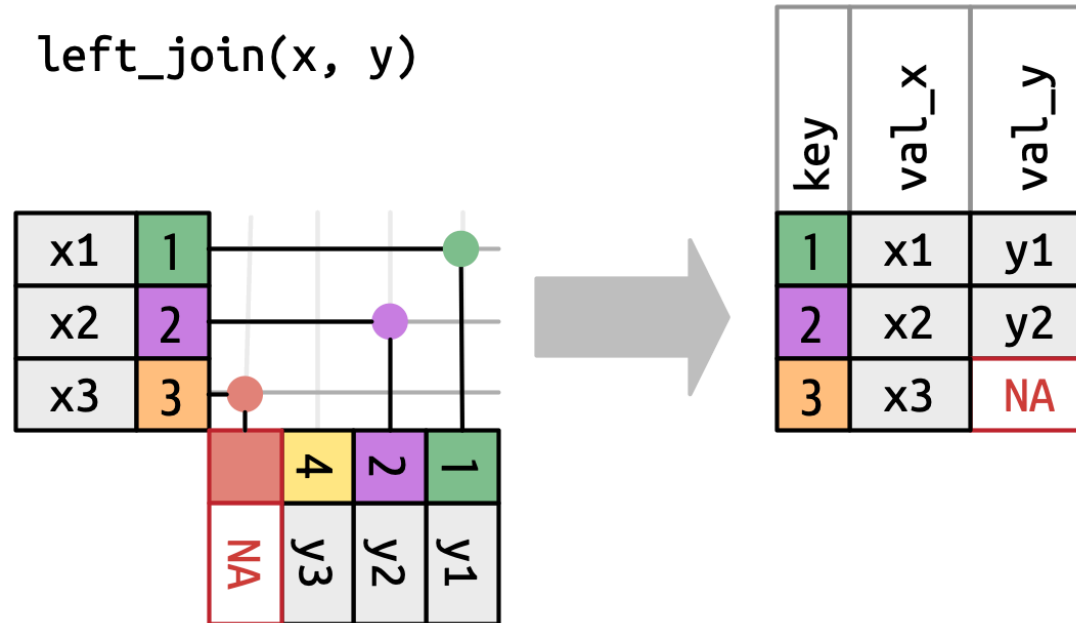 left_join(x, y)
x1 1
x2 2
x3 3
4 2 1
NA y3 y2 y1
key val_x val_y
1 x1 y1
2 x2 y2
3 x3 NA